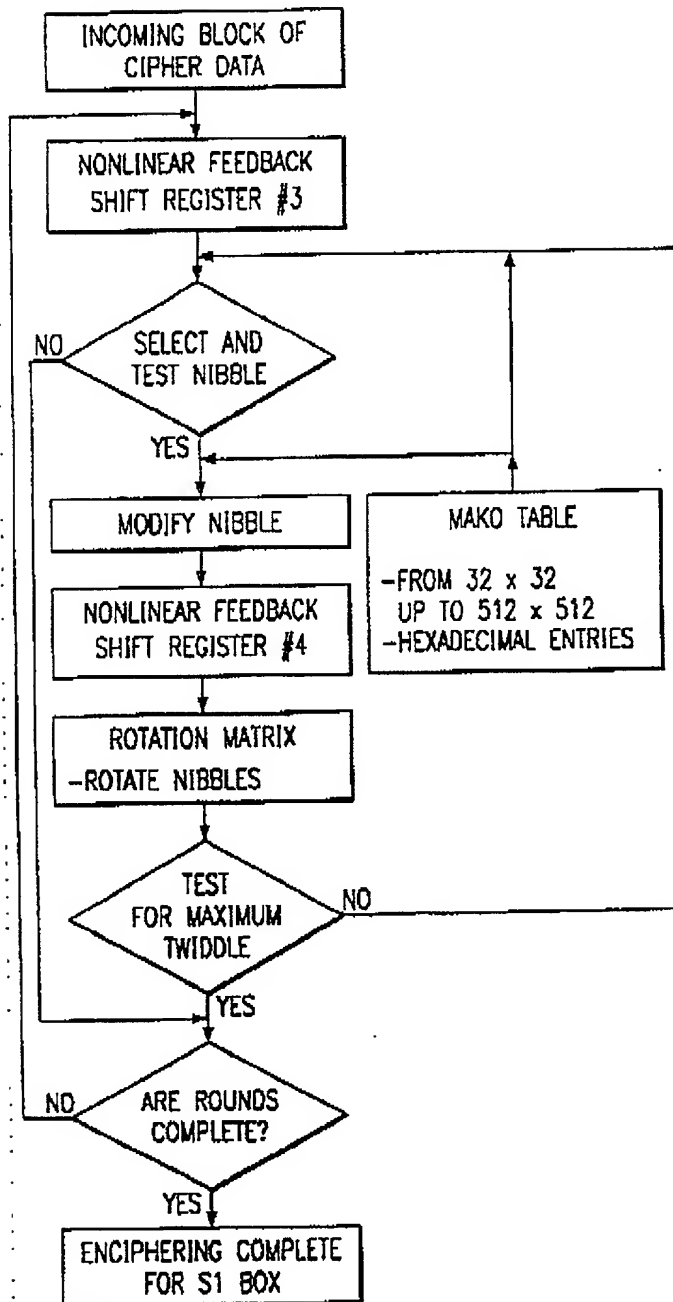 INCOMING BLOCK OF
CIPHER DATA
NONLINEAR FEEDBACK
SHIFT REGISTER #3
NO
SELECT AND
TEST NIBBLE
YES
MODIFY NIBBLE
MAKO TABLE
-FROM 32 x 32
UP TO 512 x 512
-HEXADECIMAL ENTRIES
NONLINEAR FEEDBACK
SHIFT REGISTER #4
ROTATION MATRIX
-ROTATE NIBBLES
TEST
FOR MAXIMUM
TWIDDLE
NO
YES
NO
ARE ROUNDS
COMPLETE?
YES
ENCIPHERING COMPLETE
FOR S1 BOX